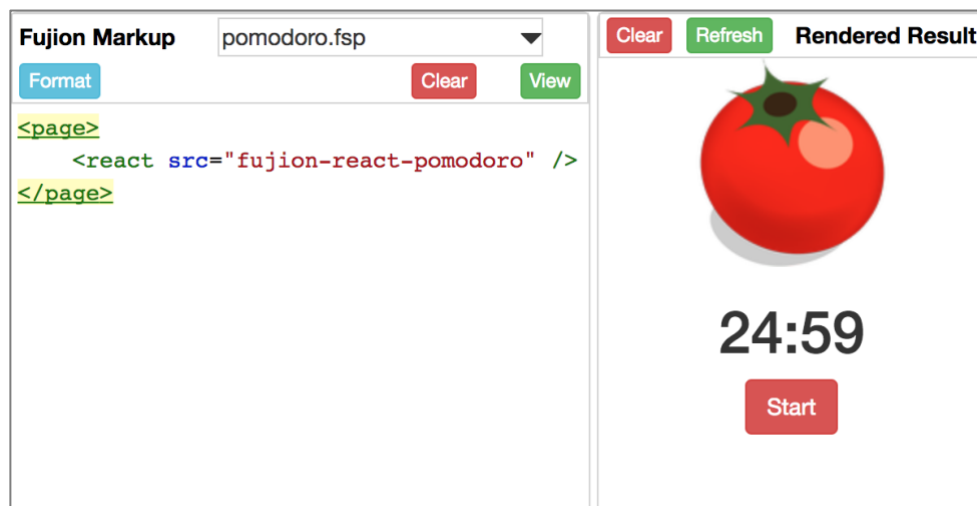 Fujion Markup pomodoro.fsp
Format Clear View
<page>
    <react src="fujion-react-pomodoro" />
</page>
Clear Refresh Rendered Result
24:59
Start